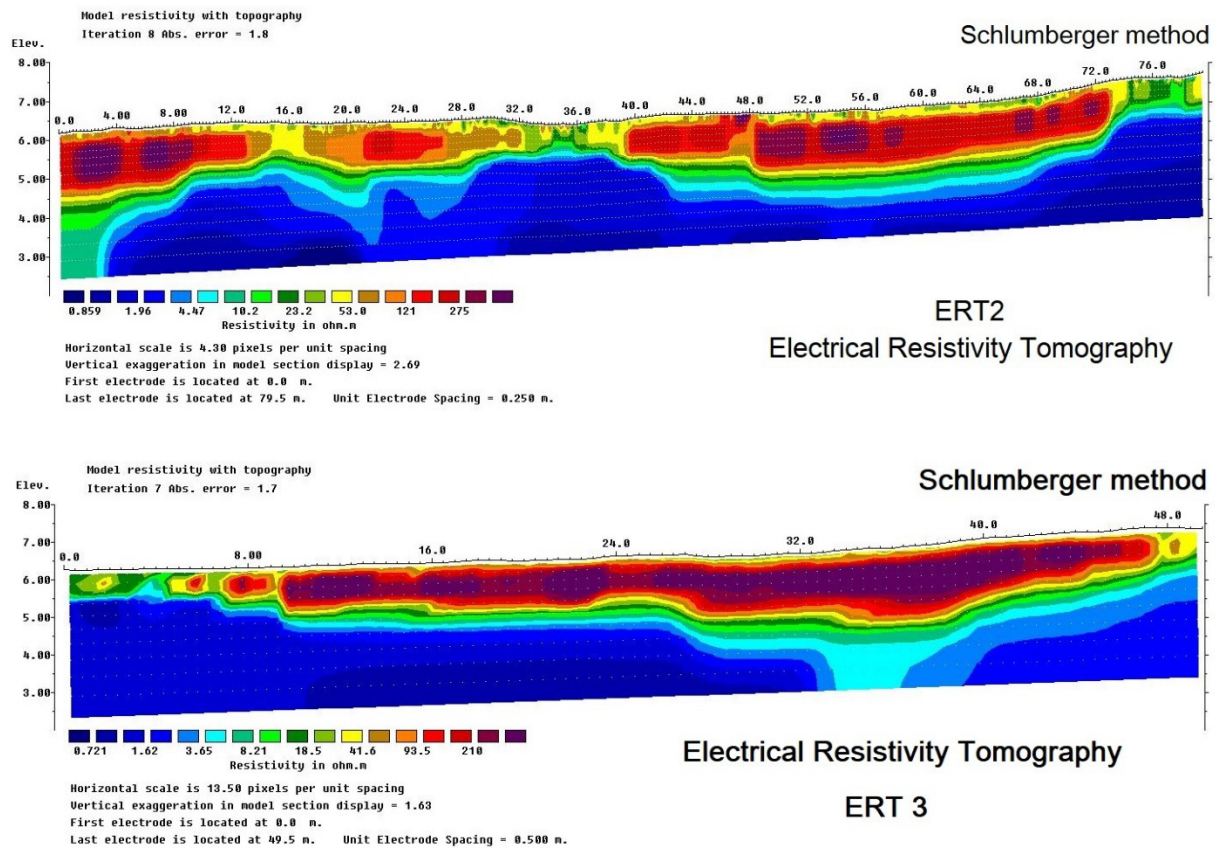 Model resistivity with topography
Iteration 8 Abs. error = 1.8
Schlumberger method
Elev.
8.00
7.00
6.00
5.00
4.00
3.00
0.0 4.00 8.00 12.0 16.0 20.0 24.0 28.0 32.0 36.0 40.0 44.0 48.0 52.0 56.0 60.0 64.0 68.0 72.0 76.0
0.859 1.96 4.47 10.2 23.2 53.0 121 275
Resistivity in ohm.m
ERT2
Electrical Resistivity Tomography
Horizontal scale is 4.30 pixels per unit spacing
Vertical exaggeration in model section display = 2.69
First electrode is located at 0.0 m.
Last electrode is located at 79.5 m. Unit Electrode Spacing = 0.250 m.
Model resistivity with topography
Iteration 7 Abs. error = 1.7
Schlumberger method
Elev.
8.00
7.00
6.00
5.00
4.00
3.00
0.0 8.00 16.0 24.0 32.0 40.0 48.0
0.721 1.62 3.65 8.21 18.5 41.6 93.5 210
Resistivity in ohm.m
Electrical Resistivity Tomography
ERT 3
Horizontal scale is 13.50 pixels per unit spacing
Vertical exaggeration in model section display = 1.63
First electrode is located at 0.0 m.
Last electrode is located at 49.5 m. Unit Electrode Spacing = 0.500 m.